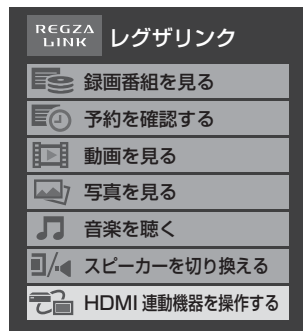 REGZA
LINK レグザリンク
録画番組を見る
予約を確認する
動画を見る
写真を見る
音楽を聴く
スピーカーを切り換える
HDMI 連動機器を操作する